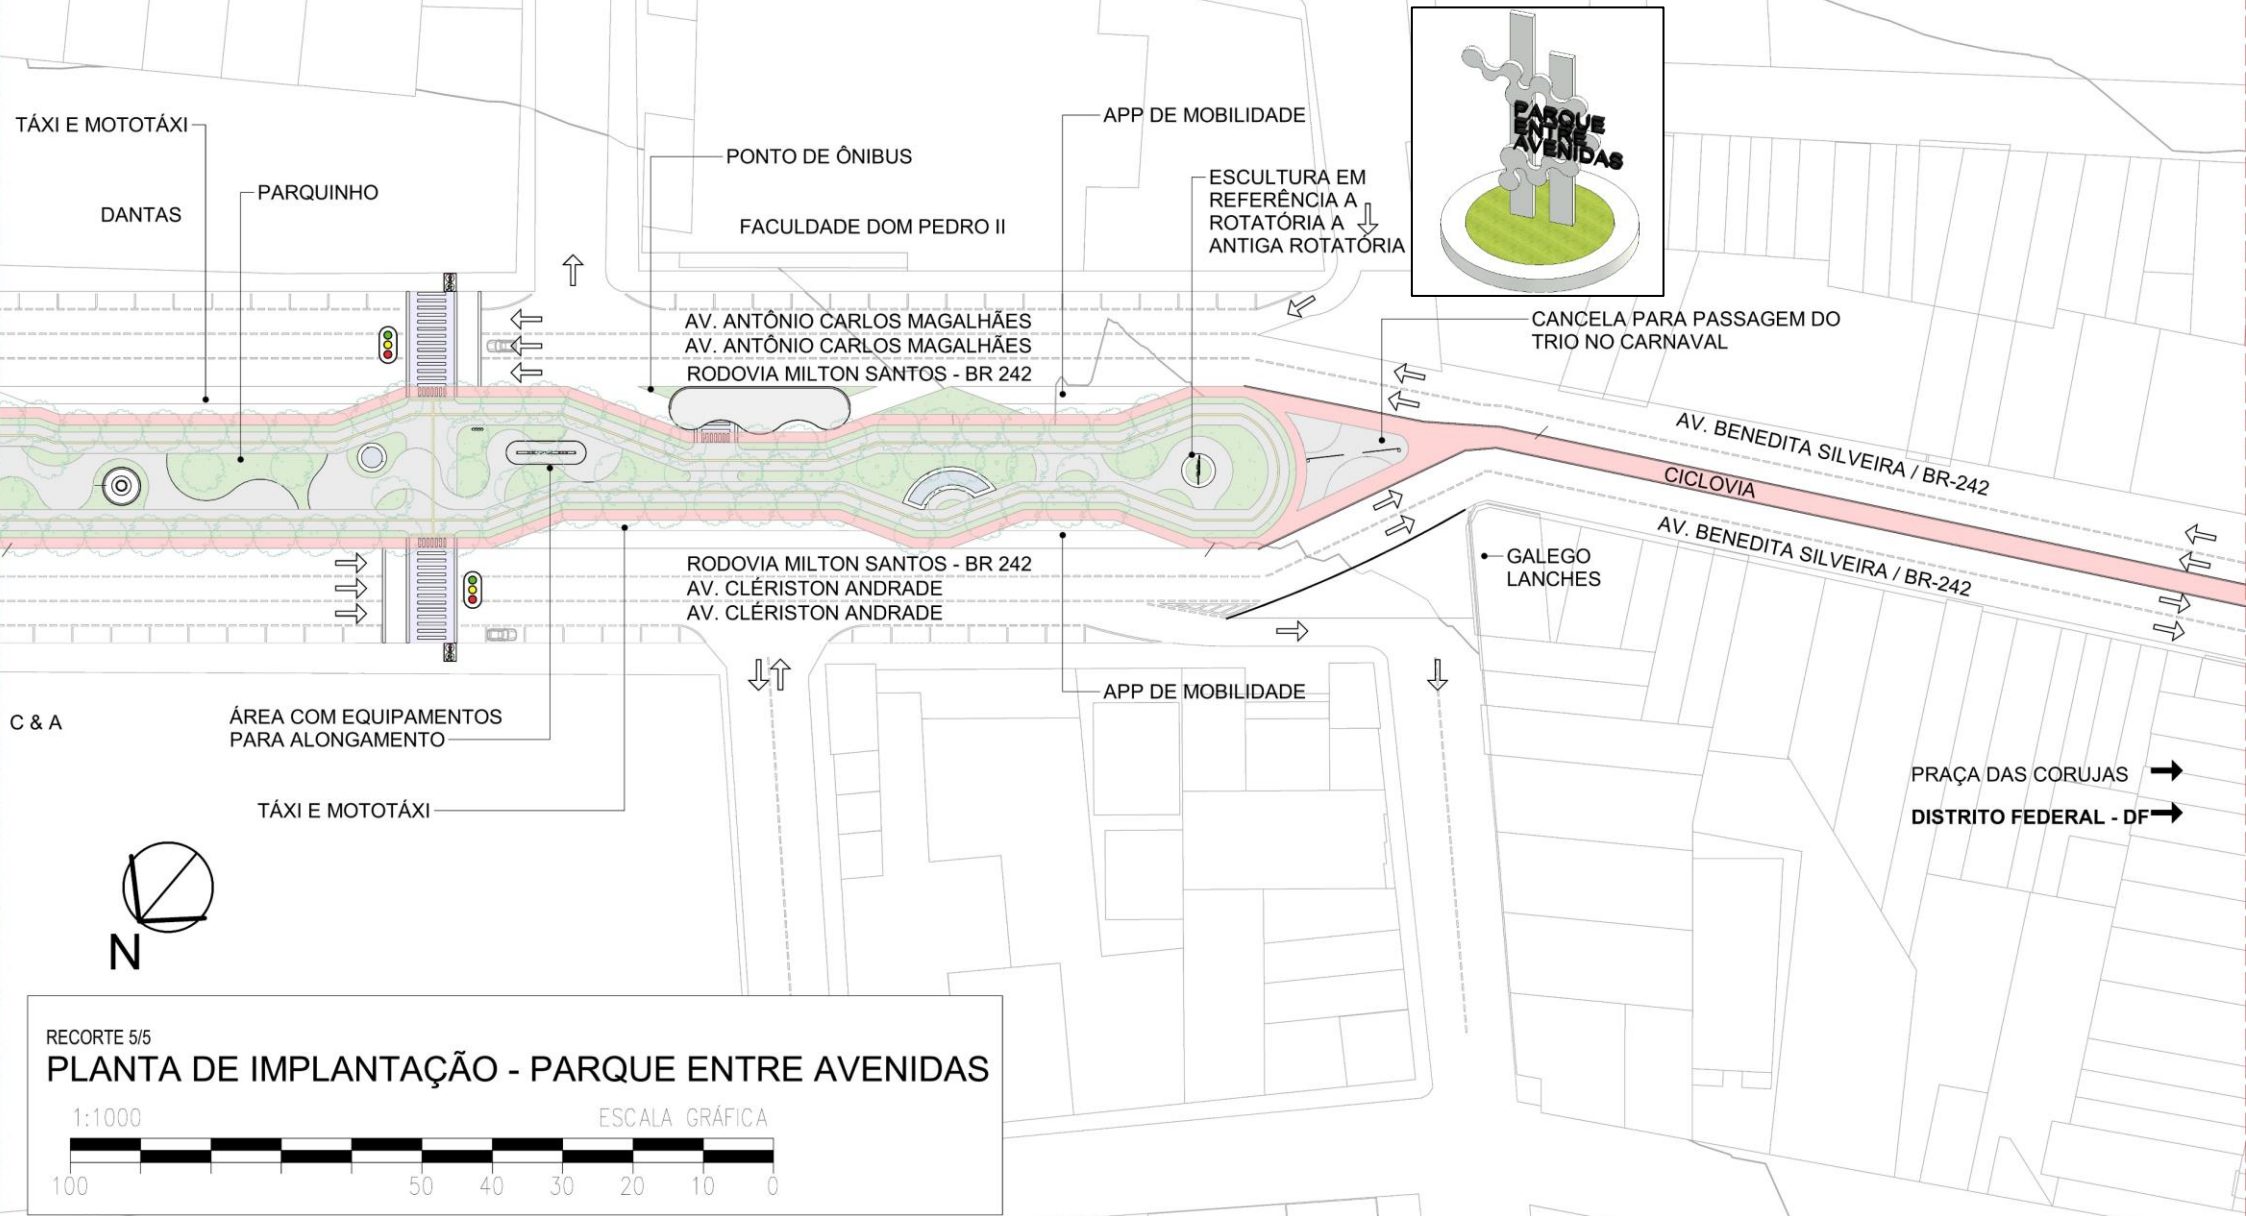 TÁXI E MOTOTÁXI
DANTAS
PARQUINHO
PONTO DE ÔNIBUS
FACULDADE DOM PEDRO II
APP DE MOBILIDADE
ESCULTURA EM
REFERÊNCIA A
ROTATÓRIA A
ANTIGA ROTATÓRIA
PARQUE
ENTRE
AVENIDAS
CANCELA PARA PASSAGEM DO
TRIO NO CARNAVAL
AV. ANTÔNIO CARLOS MAGALHÃES
AV. ANTÔNIO CARLOS MAGALHÃES
RODOVIA MILTON SANTOS - BR 242
AV. BENEDITA SILVEIRA / BR-242
CICLOVIA
AV. BENEDITA SILVEIRA / BR-242
RODOVIA MILTON SANTOS - BR 242
AV. CLÉRISTON ANDRADE
AV. CLÉRISTON ANDRADE
GALEGO
LANCHES
C & A
ÁREA COM EQUIPAMENTOS
PARA ALONGAMENTO
TÁXI E MOTOTÁXI
APP DE MOBILIDADE
PRAÇA DAS CORUJAS
DISTRITO FEDERAL - DF
N
RECORTE 5/5
PLANTA DE IMPLANTAÇÃO - PARQUE ENTRE AVENIDAS
1:1000 ESCALA GRÁFICA
100 50 40 30 20 10 0